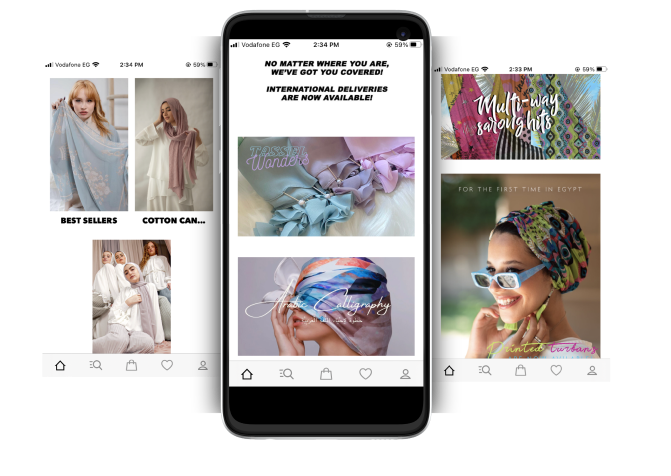 Vodafone EG 2:34 PM 59%
BEST SELLERS
COTTON CAN...
Vodafone EG 2:34 PM 59%
NO MATTER WHERE YOU ARE,
WE'VE GOT YOU COVERED!
INTERNATIONAL DELIVERIES
ARE NOW AVAILABLE!
Tassel
Wonders
Arabic Calligraphy
Vodafone EG 2:33 PM 59%
Multi-way
sarong hits
FOR THE FIRST TIME IN EGYPT
Printed Turbans